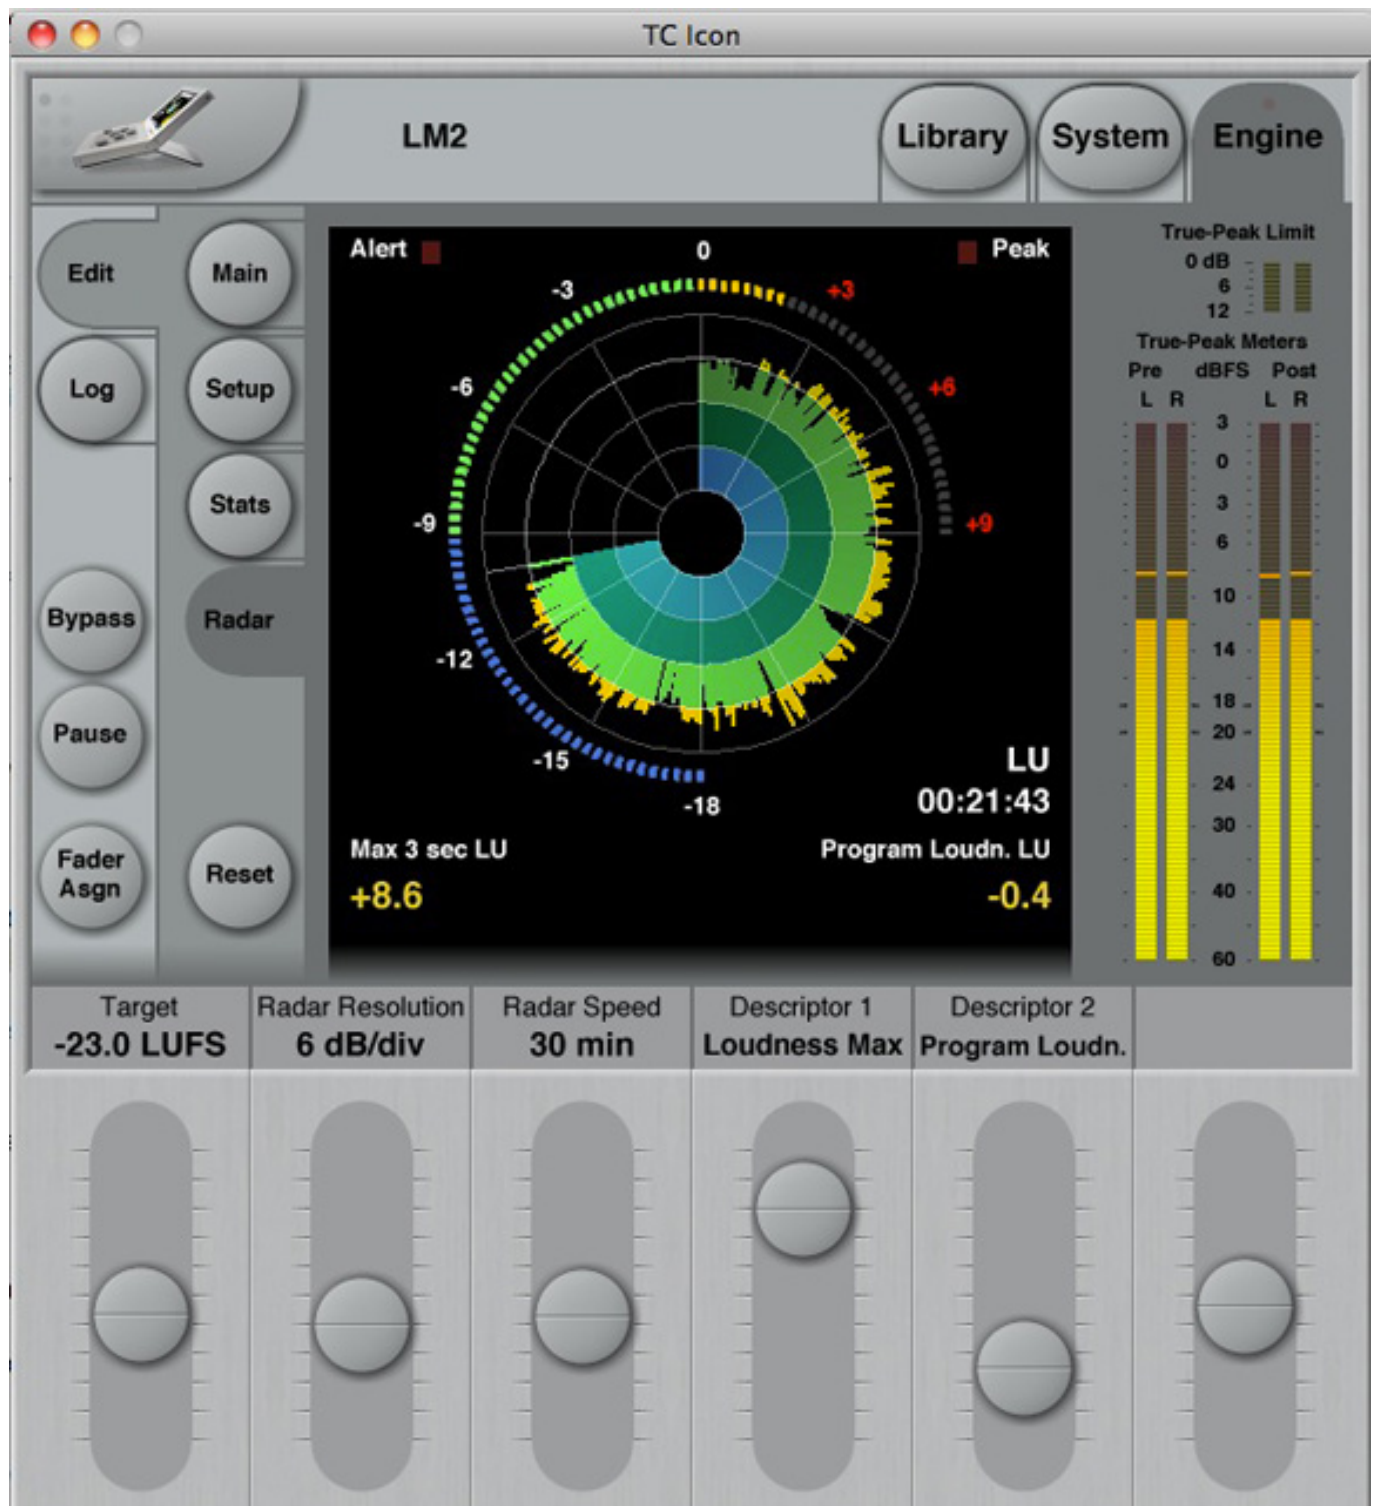 TC Icon
LM2
Library
System
Engine
Edit
Main
Log
Setup
Stats
Bypass
Radar
Pause
Fader
Asgn
Reset
Alert
0
Peak
-3
+3
-6
+6
-9
+9
-12
-15
-18
LU
00:21:43
Max 3 sec LU
Program Loudn. LU
+8.6
-0.4
True-Peak Limit
0 dB
6
12
True-Peak Meters
Pre dBFS Post
L R L R
3
0
3
6
10
14
18
20
24
30
40
60
Target
-23.0 LUFS
Radar Resolution
6 dB/div
Radar Speed
30 min
Descriptor 1
Loudness Max
Descriptor 2
Program Loudn.